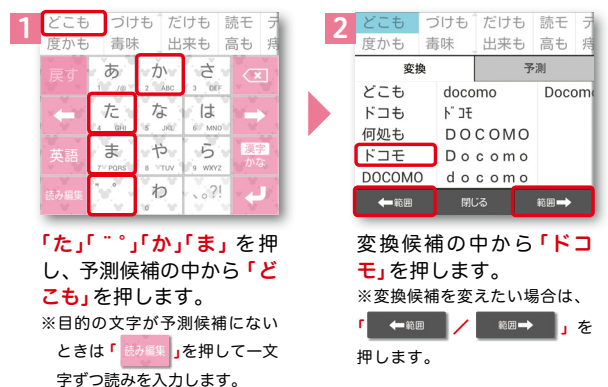 1
どこも づけも だけも 読モ
度かも 毒味 出来も 高も
戻す あ か さ
1 /@ 2 ABC 3 DEF
た な は
4 GHI 5 JKL 6 MNO
英語 ま や ら 漢字
かな
7 PQRS 8 TUV 9 WXYZ
読み編集 ゛゜ わ 、。?!
0
「た」「゛゜」「か」「ま」を押
し、予測候補の中から「ど
こも」を押します。
※目的の文字が予測候補にない
ときは「読み編集」を押して一文
字ずつ読みを入力します。
2
どこも づけも だけも 読モ
度かも 毒味 出来も 高も
変換 予測
どこも docomo Docom
ドコも ﾄﾞｺﾓ
何処も ＤＯＣＯＭＯ
ドコモ Ｄｏｃｏｍｏ
DOCOMO ｄｏｃｏｍｏ
←範囲 閉じる 範囲→
変換候補の中から「ドコ
モ」を押します。
※変換候補を変えたい場合は、
「←範囲 / 範囲→」を
押します。